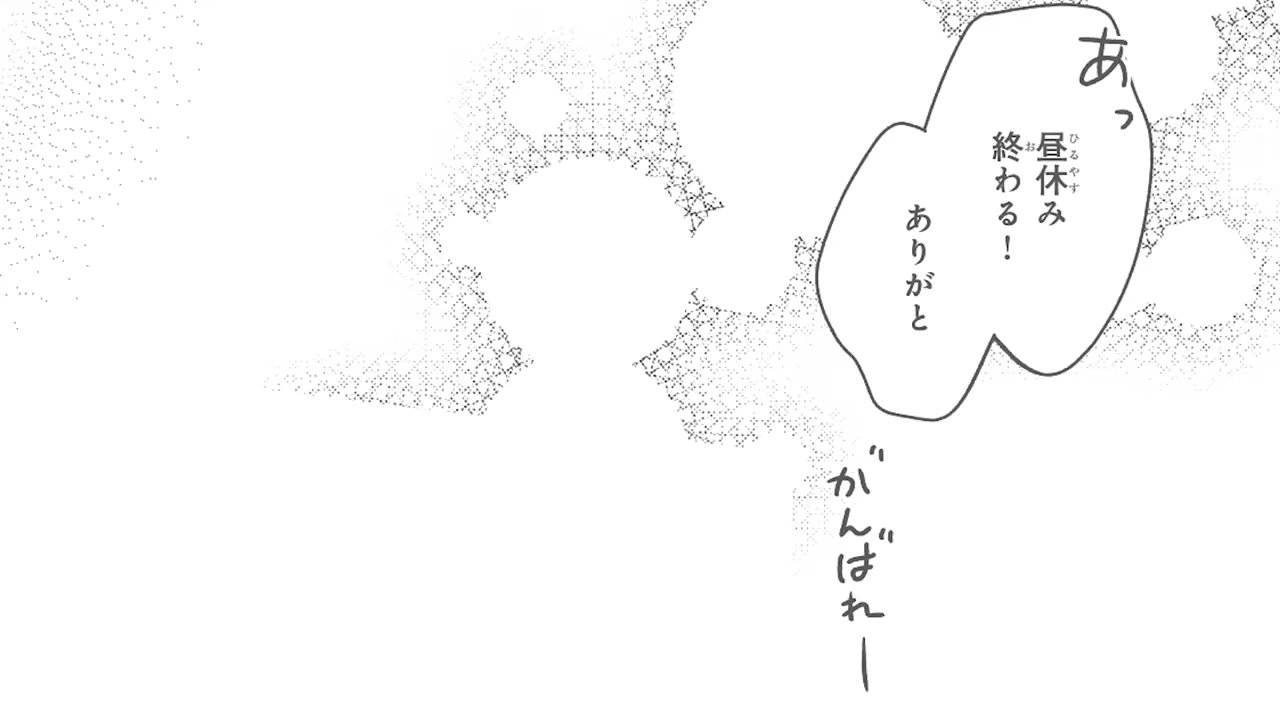 あっ
昼休み
終わる!
ありがと
がんばれー